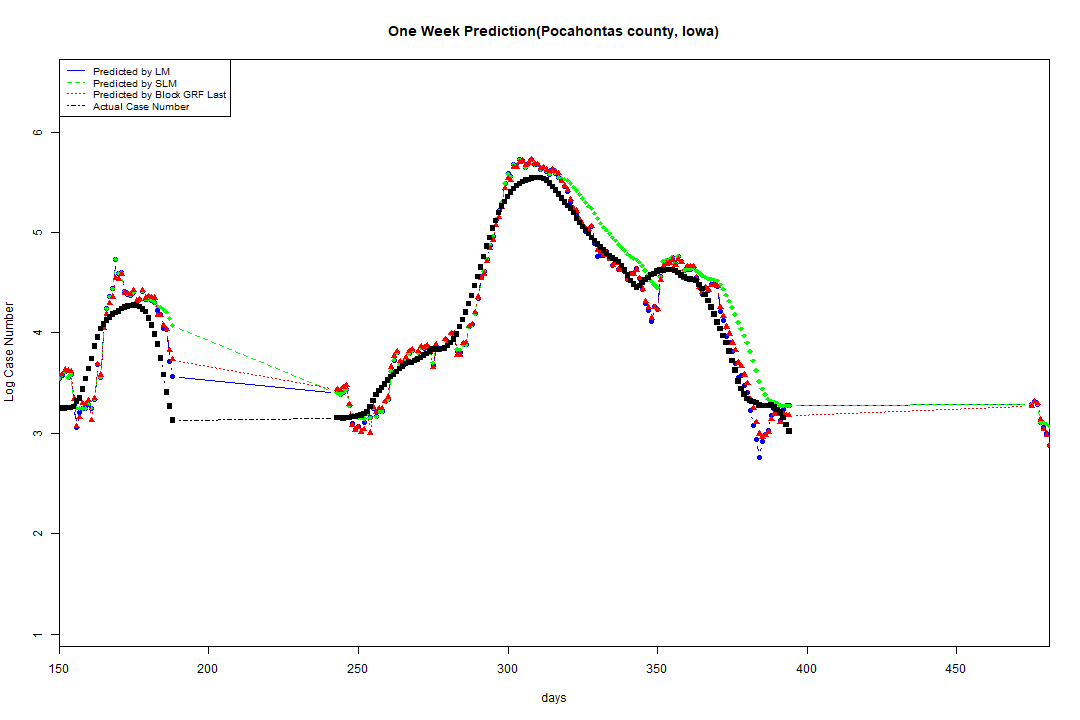 One Week Prediction(Pocahontas county, Iowa)
Predicted by LM
Predicted by SLM
Predicted by Block GRF Last
Actual Case Number
Log Case Number
6
5
4
3
2
1
150 200 250 300 350 400 450
days